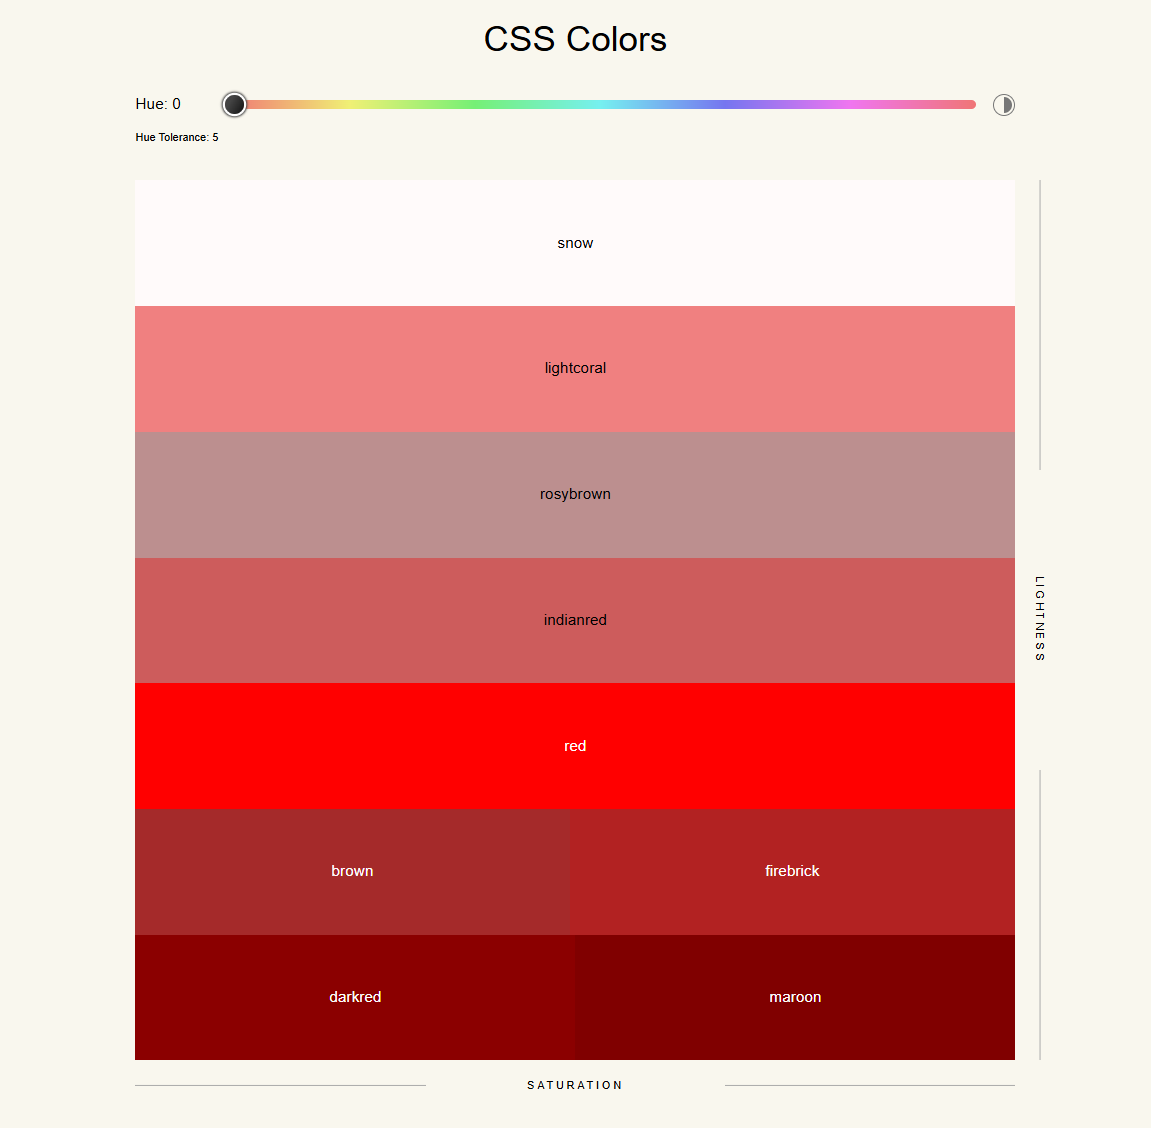 CSS Colors
Hue: 0
Hue Tolerance: 5
snow
lightcoral
rosybrown
indianred
LIGHTNESS
red
brown
firebrick
darkred
maroon
SATURATION